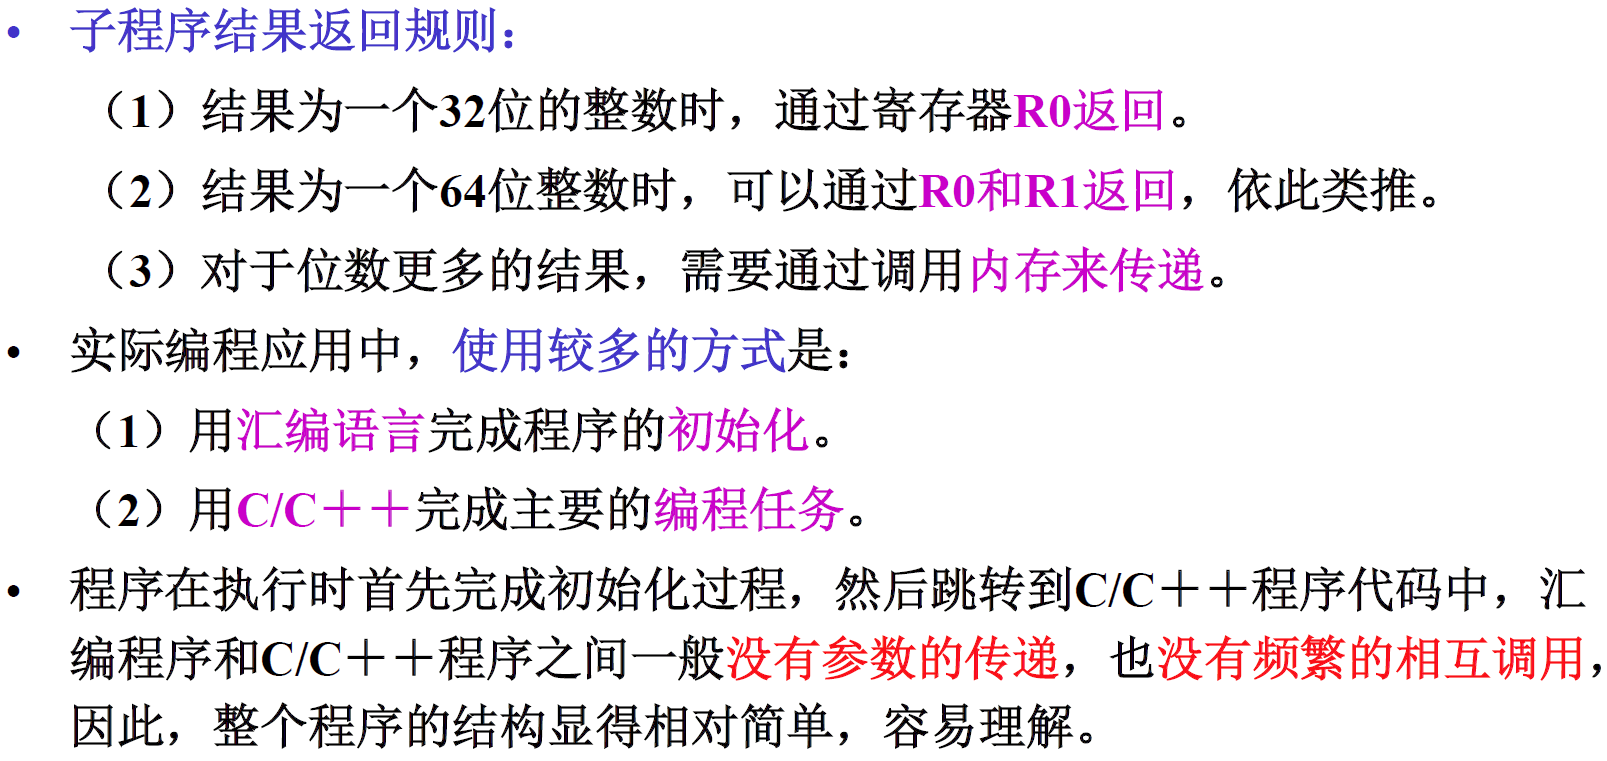 • 子程序结果返回规则：
（1）结果为一个32位的整数时，通过寄存器R0返回。
（2）结果为一个64位整数时，可以通过R0和R1返回，依此类推。
（3）对于位数更多的结果，需要通过调用内存来传递。
• 实际编程应用中，使用较多的方式是：
（1）用汇编语言完成程序的初始化。
（2）用C/C＋＋完成主要的编程任务。
• 程序在执行时首先完成初始化过程，然后跳转到C/C＋＋程序代码中，汇
编程序和C/C＋＋程序之间一般没有参数的传递，也没有频繁的相互调用，
因此，整个程序的结构显得相对简单，容易理解。